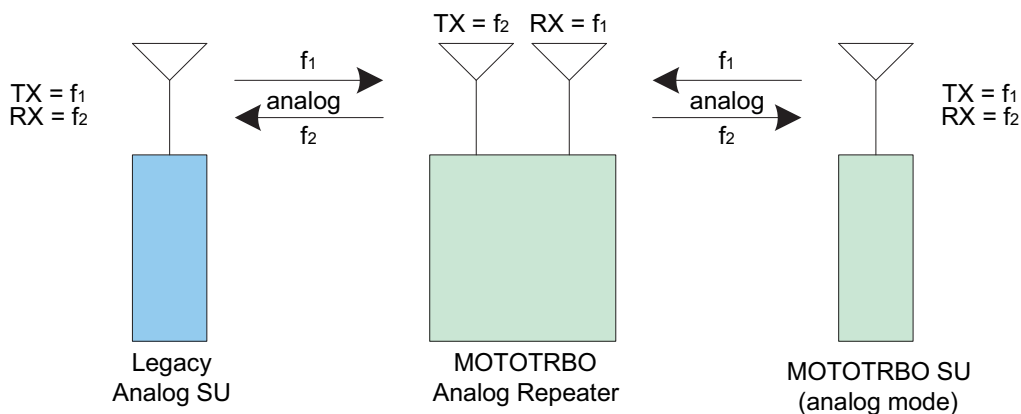 TX = f₂ RX = f₁
TX = f₁
RX = f₂
f₁
analog
f₂
f₁
analog
f₂
TX = f₁
RX = f₂
Legacy
Analog SU
MOTOTRBO
Analog Repeater
MOTOTRBO SU
(analog mode)